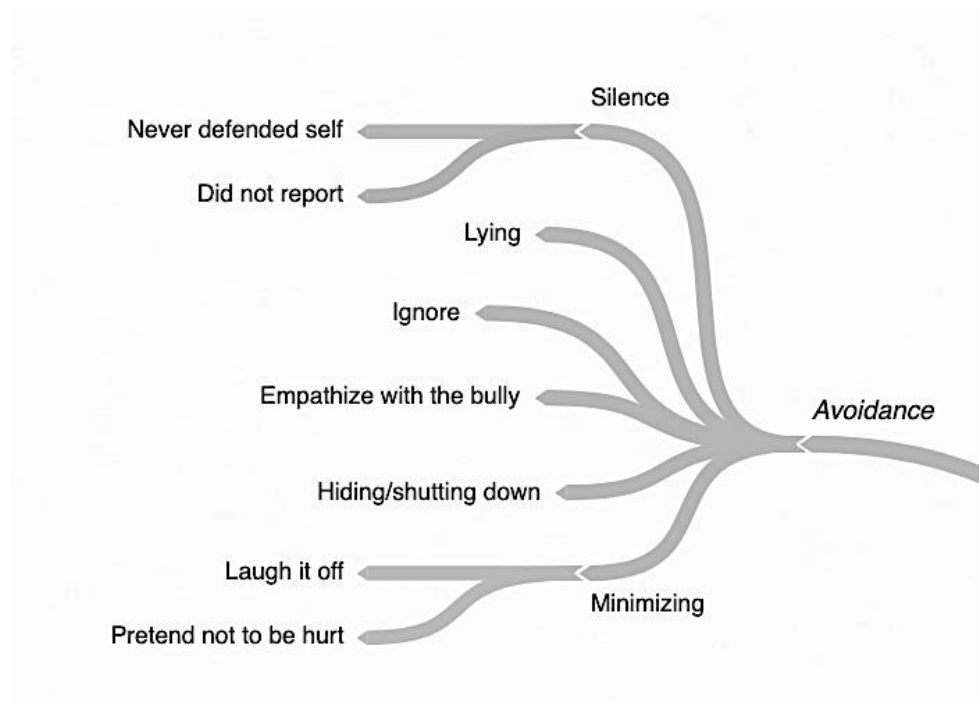 Silence
Never defended self
Did not report
Lying
Ignore
Empathize with the bully
Avoidance
Hiding/shutting down
Laugh it off
Minimizing
Pretend not to be hurt